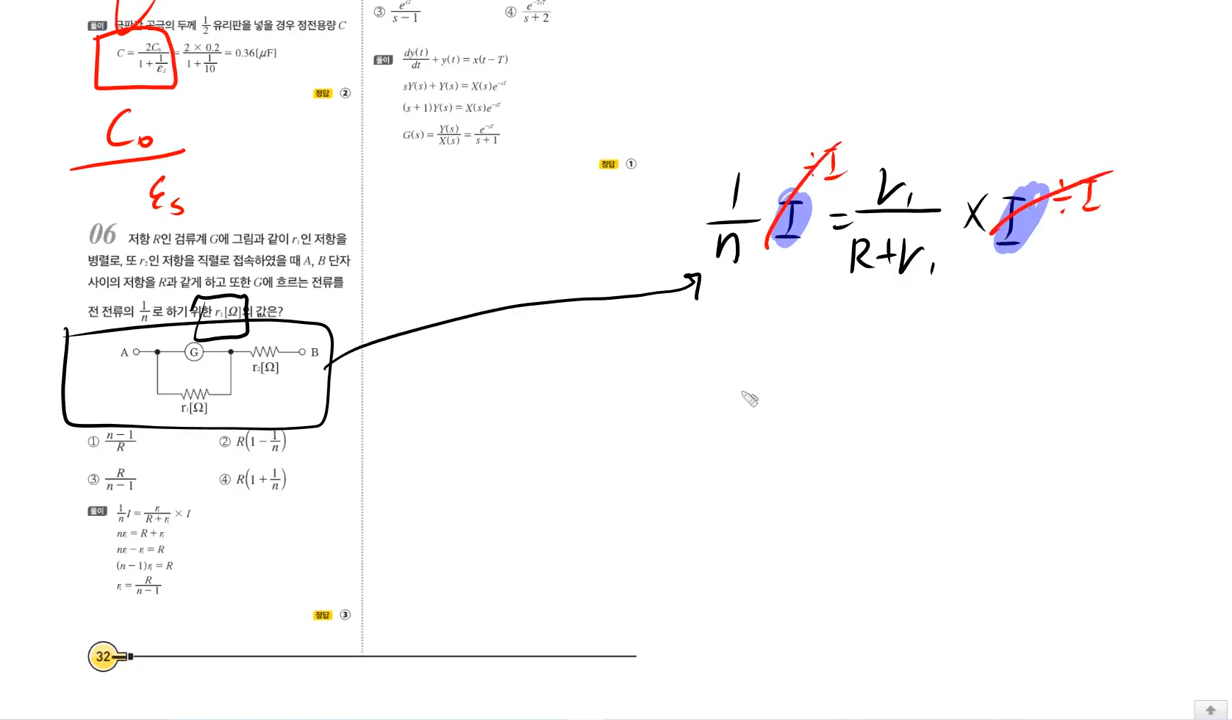 풀이 극판간 공극의 두께 1/2 유리판을 넣을 경우 정전용량 C
C = 2C₀ / (1 + 1/εs) = (2 × 0.2) / (1 + 1/10) = 0.36[μF]
정답 ②
C₀ / εs
06 저항 R인 검류계 G에 그림과 같이 r₁인 저항을
병렬로, 또 r₂인 저항을 직렬로 접속하였을 때 A, B 단자
사이의 저항을 R과 같게 하고 또한 G에 흐르는 전류를
전 전류의 1/n로 하기 위한 r₁[Ω]의 값은?
A G B
r₂[Ω]
r₁[Ω]
① (n−1)/R ② R(1−1/n)
③ R/(n−1) ④ R(1+1/n)
풀이 1/n I = r₁/(R+r₁) × I
nr₁ = R + r₁
nr₁ − r₁ = R
(n−1)r₁ = R
r₁ = R/(n−1)
정답 ③
32
③ e^(sT)/(s−1) ④ e^(−2sT)/(s+2)
풀이 dy(t)/dt + y(t) = x(t−T)
sY(s) + Y(s) = X(s)e^(−sT)
(s+1)Y(s) = X(s)e^(−sT)
G(s) = Y(s)/X(s) = e^(−sT)/(s+1)
정답 ①
÷I ÷I
1/n I = r₁/(R+r₁) × I